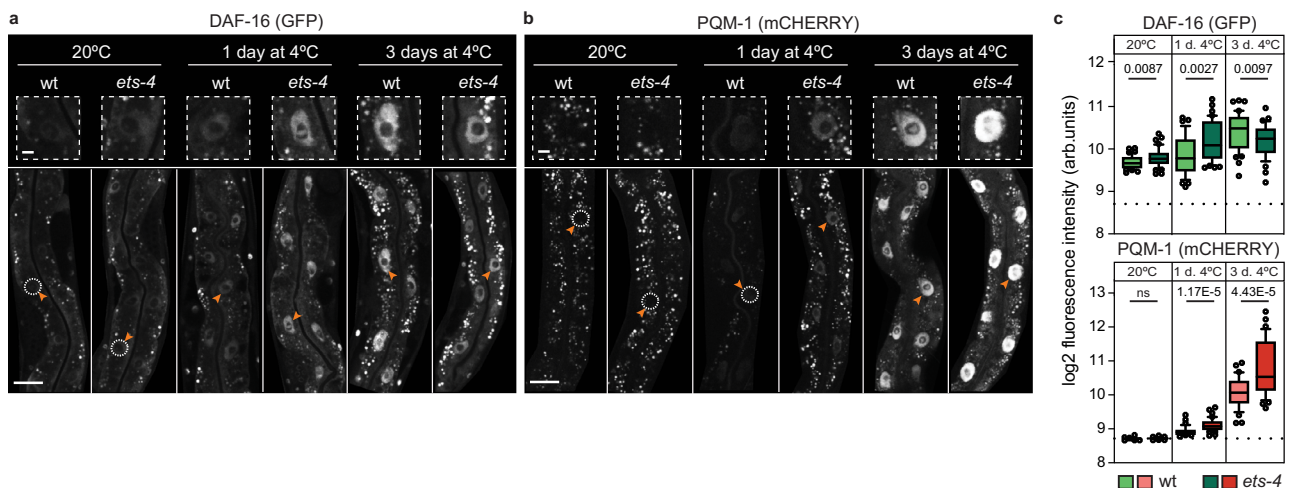 a
DAF-16 (GFP)
20ºC
1 day at 4ºC
3 days at 4ºC
wt
ets-4
wt
ets-4
wt
ets-4
b
PQM-1 (mCHERRY)
20ºC
1 day at 4ºC
3 days at 4ºC
wt
ets-4
wt
ets-4
wt
ets-4
c
DAF-16 (GFP)
20ºC
1 d. 4ºC
3 d. 4ºC
0.0087
0.0027
0.0097
12
11
10
9
8
log2 fluorescence intensity (arb.units)
PQM-1 (mCHERRY)
20ºC
1 d. 4ºC
3 d. 4ºC
ns
1.17E-5
4.43E-5
13
12
11
10
9
8
wt
ets-4